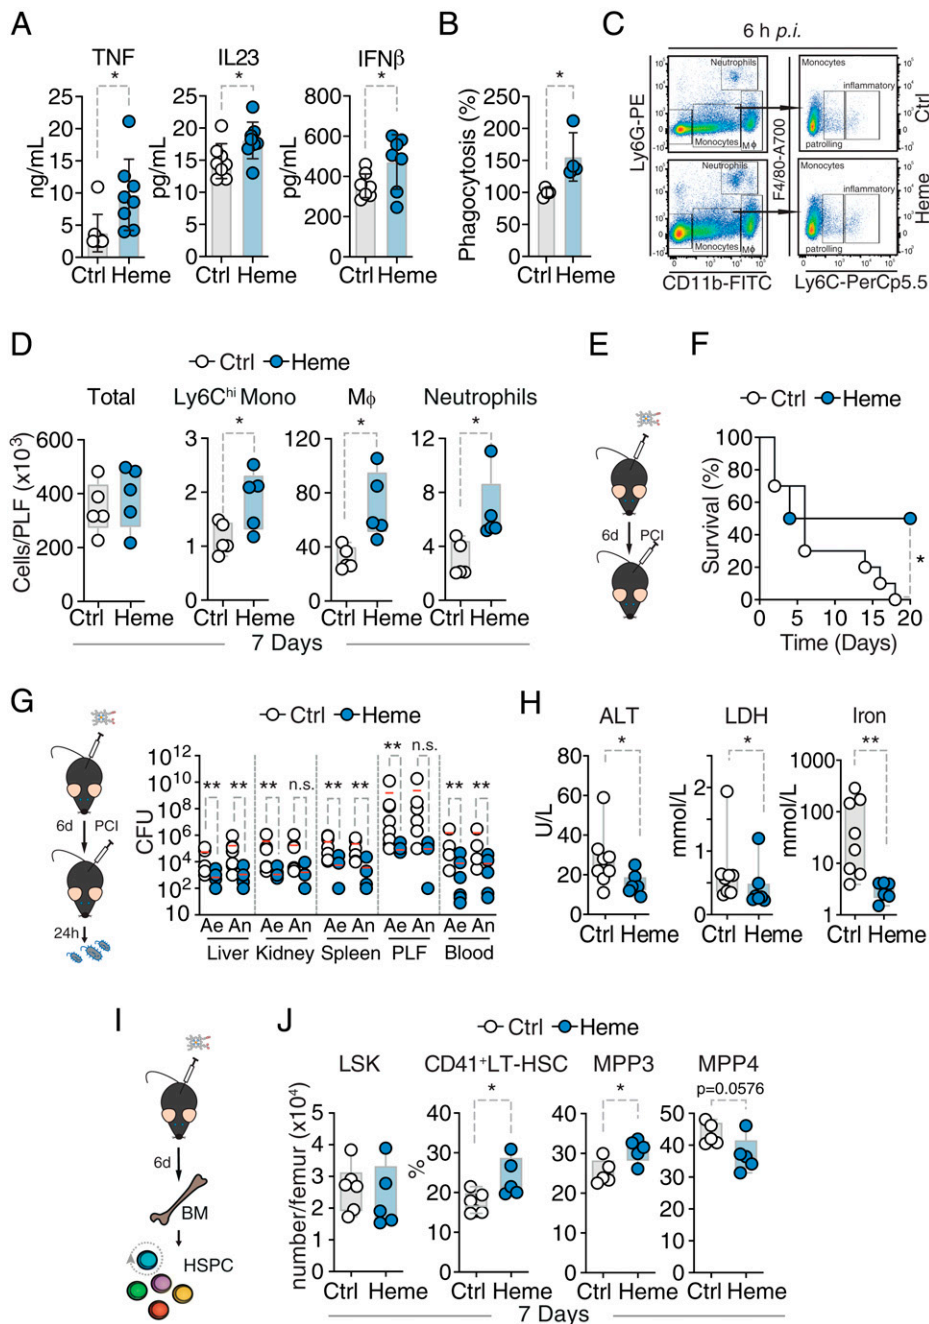 A
TNF
IL23
IFNβ
*
*
*
ng/mL
25
20
15
10
5
0
pg/mL
25
20
15
10
5
0
pg/mL
800
600
400
200
0
Ctrl Heme
Ctrl Heme
Ctrl Heme
B
*
Phagocytosis (%)
250
200
150
100
50
0
Ctrl Heme
C
6 h p.i.
Ly6G-PE
F4/80-A700
Neutrophils
Monocytes
Mϕ
Monocytes
inflammatory
patrolling
Ctrl
Neutrophils
Monocytes
Mϕ
Monocytes
inflammatory
patrolling
Heme
CD11b-FITC
Ly6C-PerCp5.5
D
Ctrl Heme
Total
Ly6Chi Mono
Mϕ
Neutrophils
*
*
*
Cells/PLF (x10³)
600
400
200
0
3
2
1
0
120
80
40
0
12
8
4
0
Ctrl Heme
Ctrl Heme
Ctrl Heme
Ctrl Heme
7 Days
E
6d
PCI
F
Ctrl Heme
Survival (%)
100
80
60
40
20
0
*
0 5 10 15 20
Time (Days)
G
6d
PCI
24h
Ctrl Heme
CFU
10¹²
10¹⁰
10⁸
10⁶
10⁴
10²
10
** ** ** n.s. ** ** ** n.s. ** **
Ae An Ae An Ae An Ae An Ae An
Liver Kidney Spleen PLF Blood
H
ALT
LDH
Iron
*
*
**
U/L
80
60
40
20
0
mmol/L
3
2
1
0
mmol/L
1000
100
10
1
Ctrl Heme
Ctrl Heme
Ctrl Heme
I
6d
BM
HSPC
J
Ctrl Heme
LSK
CD41⁺LT-HSC
MPP3
MPP4
*
*
p=0.0576
number/femur (x10⁴)
5
4
3
2
1
0
%
40
30
20
10
0
40
30
20
10
0
50
40
30
20
10
0
Ctrl Heme
Ctrl Heme
Ctrl Heme
Ctrl Heme
7 Days